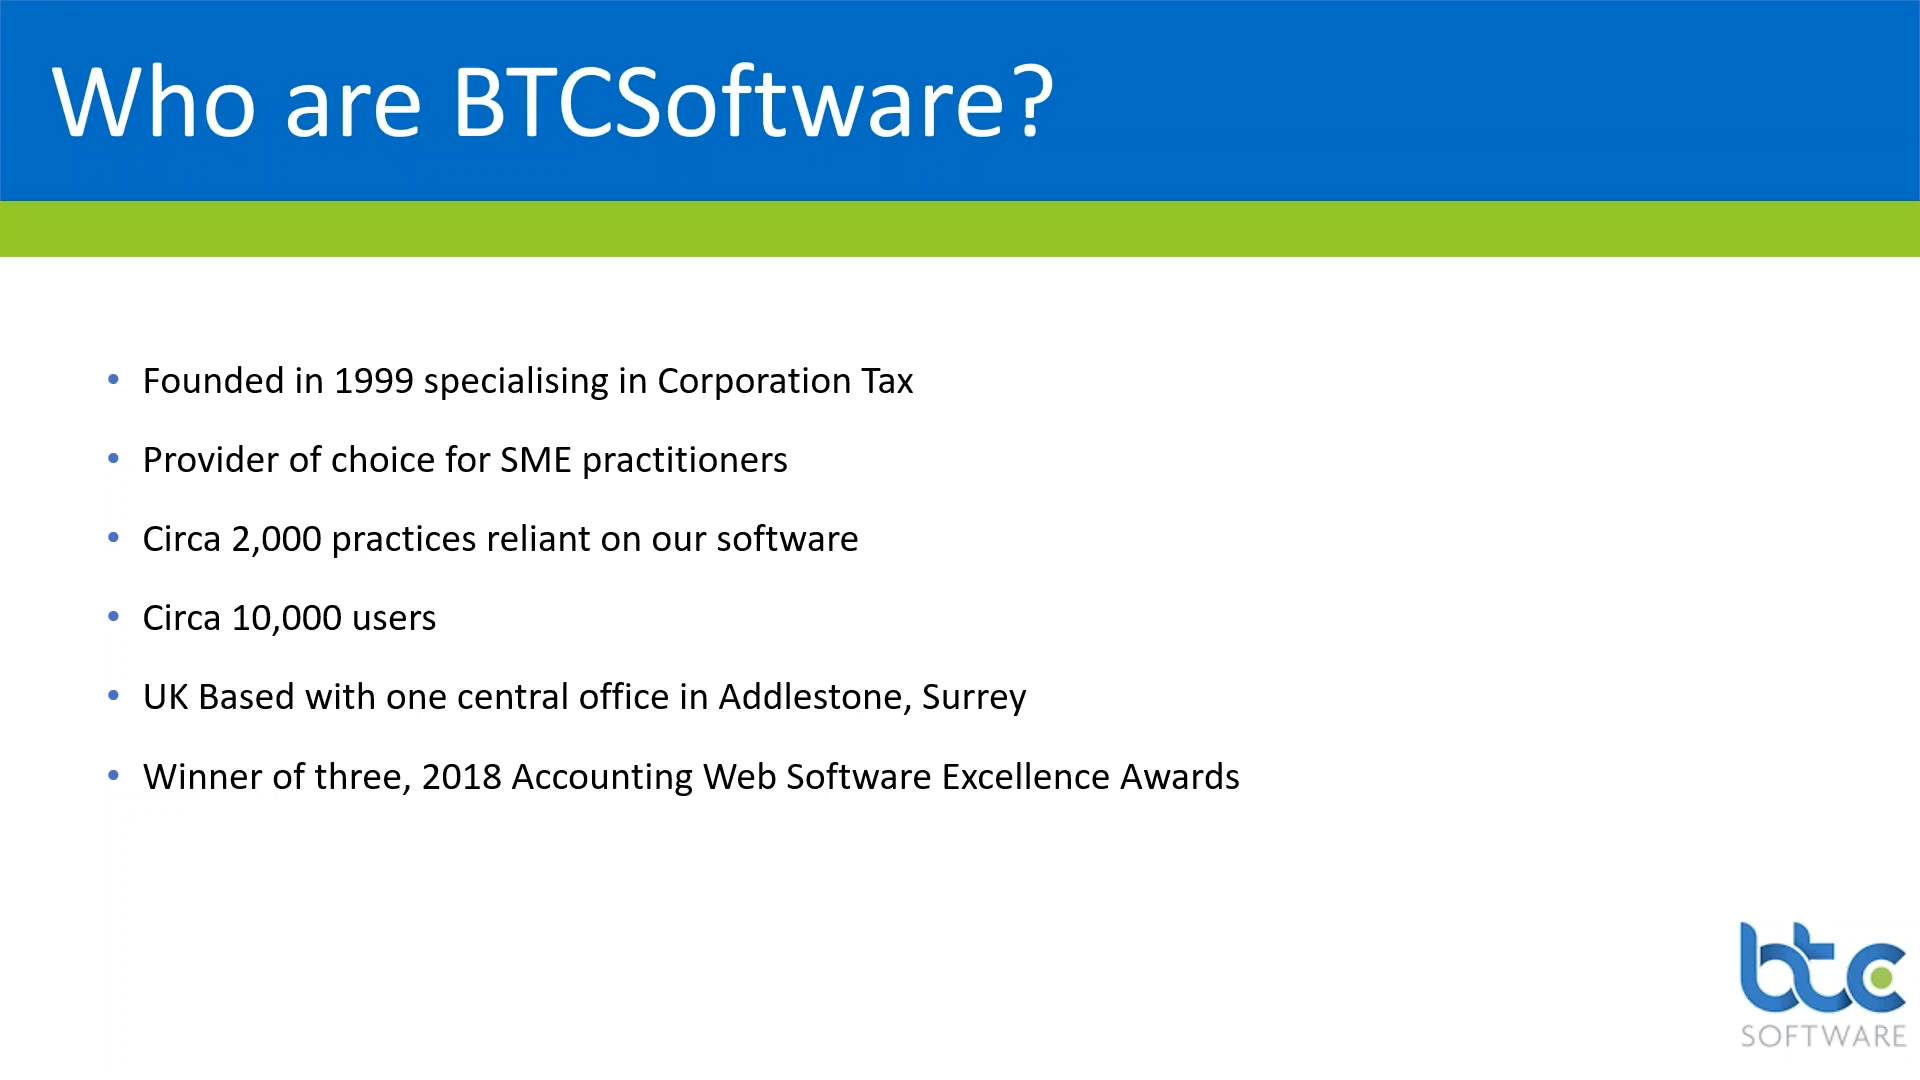 Who are BTCSoftware?
• Founded in 1999 specialising in Corporation Tax
• Provider of choice for SME practitioners
• Circa 2,000 practices reliant on our software
• Circa 10,000 users
• UK Based with one central office in Addlestone, Surrey
• Winner of three, 2018 Accounting Web Software Excellence Awards
btc
SOFTWARE